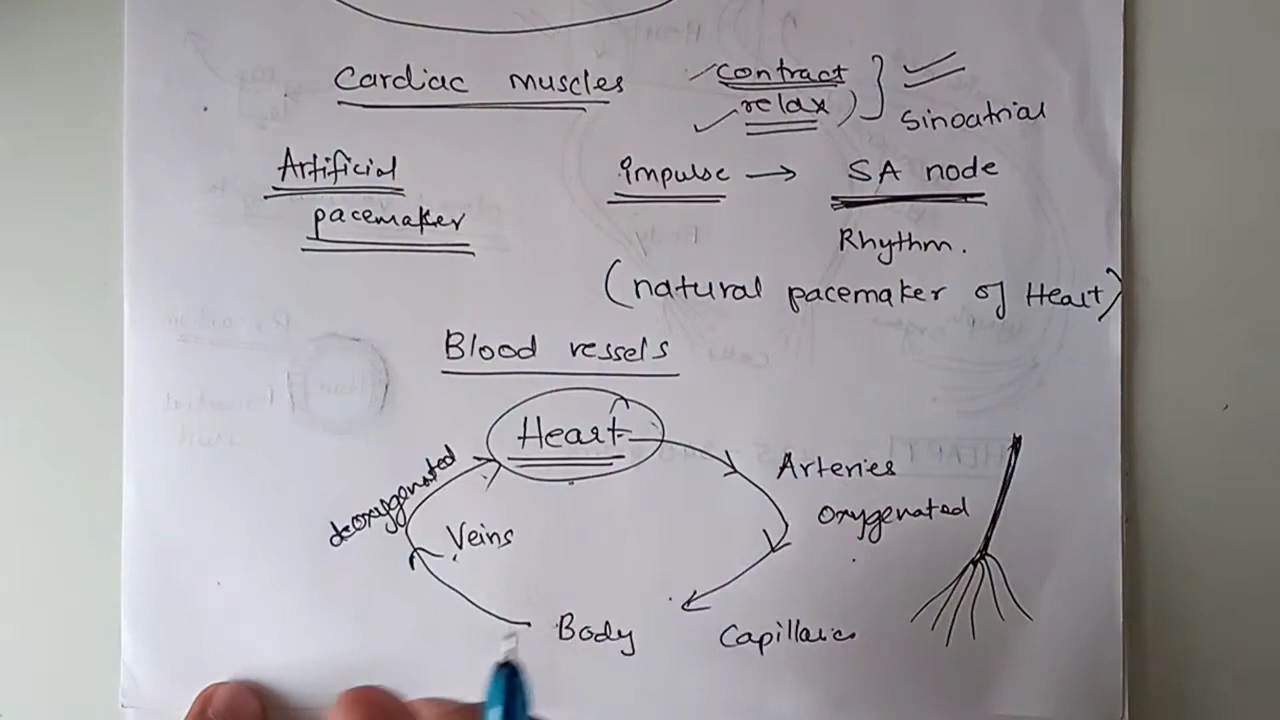 Cardiac muscles
contract
relax
Sinoatrial
Artificial
pacemaker
impulse → SA node
Rhythm.
(natural pacemaker of Heart)
Blood vessels
Heart
Arteries
oxygenated
deoxygenated
Veins
Body